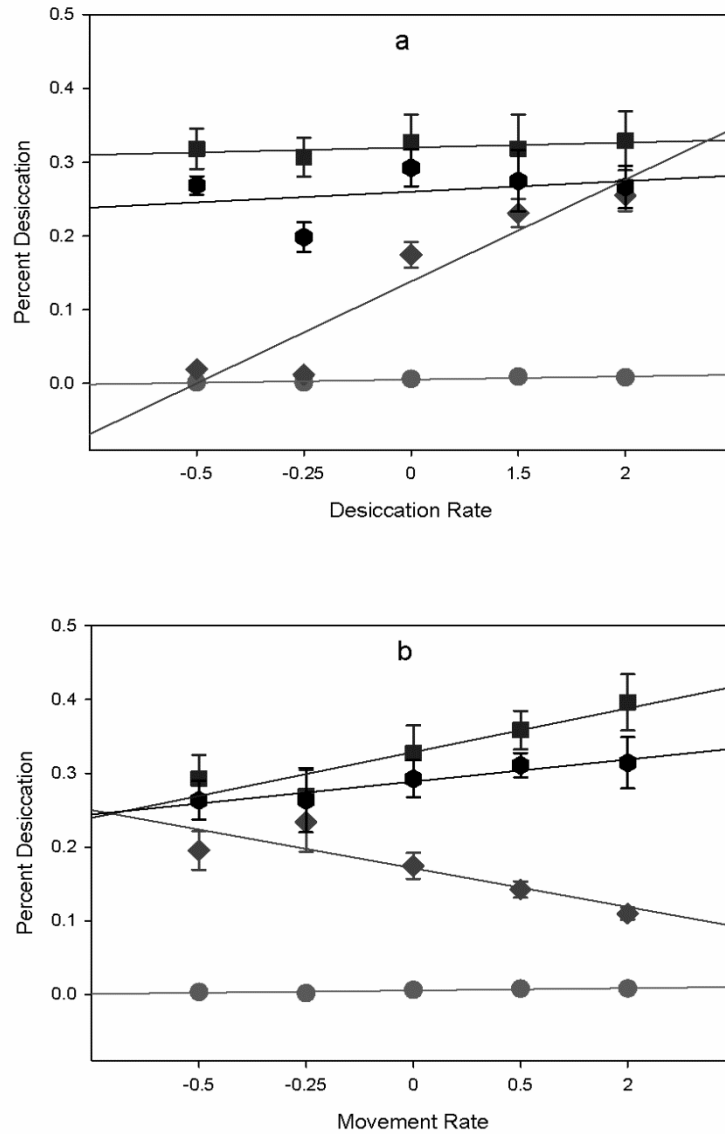 a
0.5
0.4
0.3
0.2
0.1
0.0
Percent Desiccation
-0.5 -0.25 0 1.5 2
Desiccation Rate
b
0.5
0.4
0.3
0.2
0.1
0.0
Percent Desiccation
-0.5 -0.25 0 0.5 2
Movement Rate